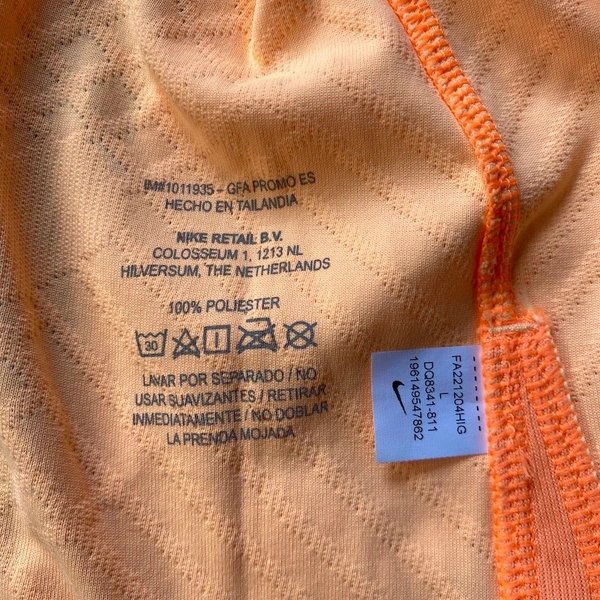 IM#1011935 - GFA PROMO ES
HECHO EN TAILANDIA
NIKE RETAIL B.V.
COLOSSEUM 1, 1213 NL
HILVERSUM, THE NETHERLANDS
100% POLIESTER
30
LAVAR POR SEPARADO / NO
USAR SUAVIZANTES / RETIRAR
INMEDIATAMENTE / NO DOBLAR
LA PRENDA MOJADA
FA221204HIG
L
DQ8341-811
196149547862